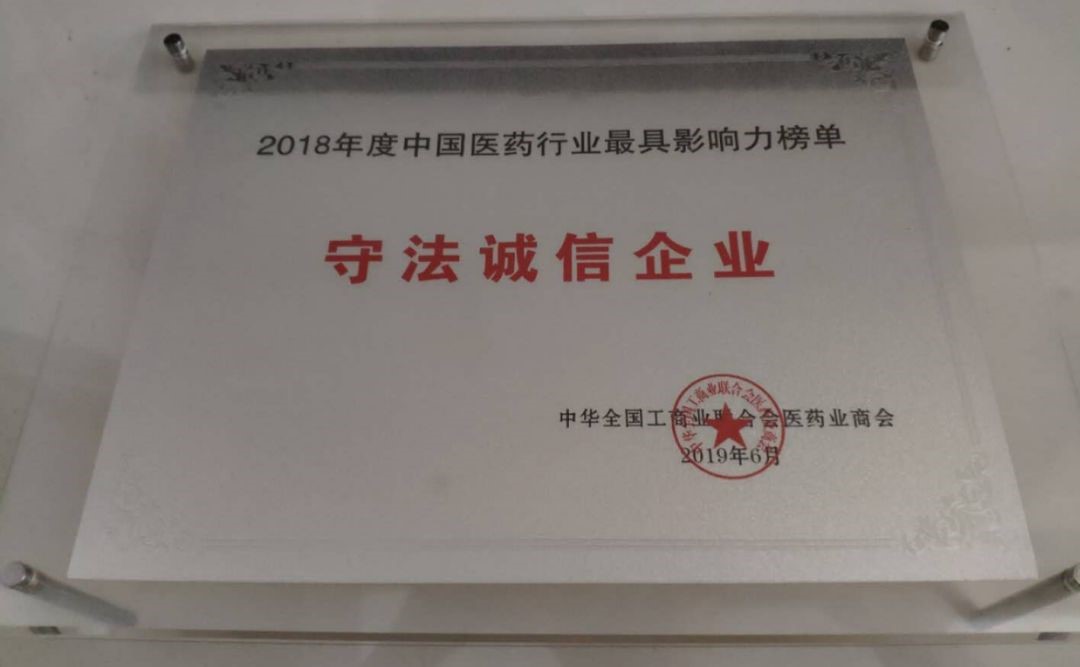 2018年度中国医药行业最具影响力榜单
守法诚信企业
中华全国工商业联合会医药业商会
2019年6月